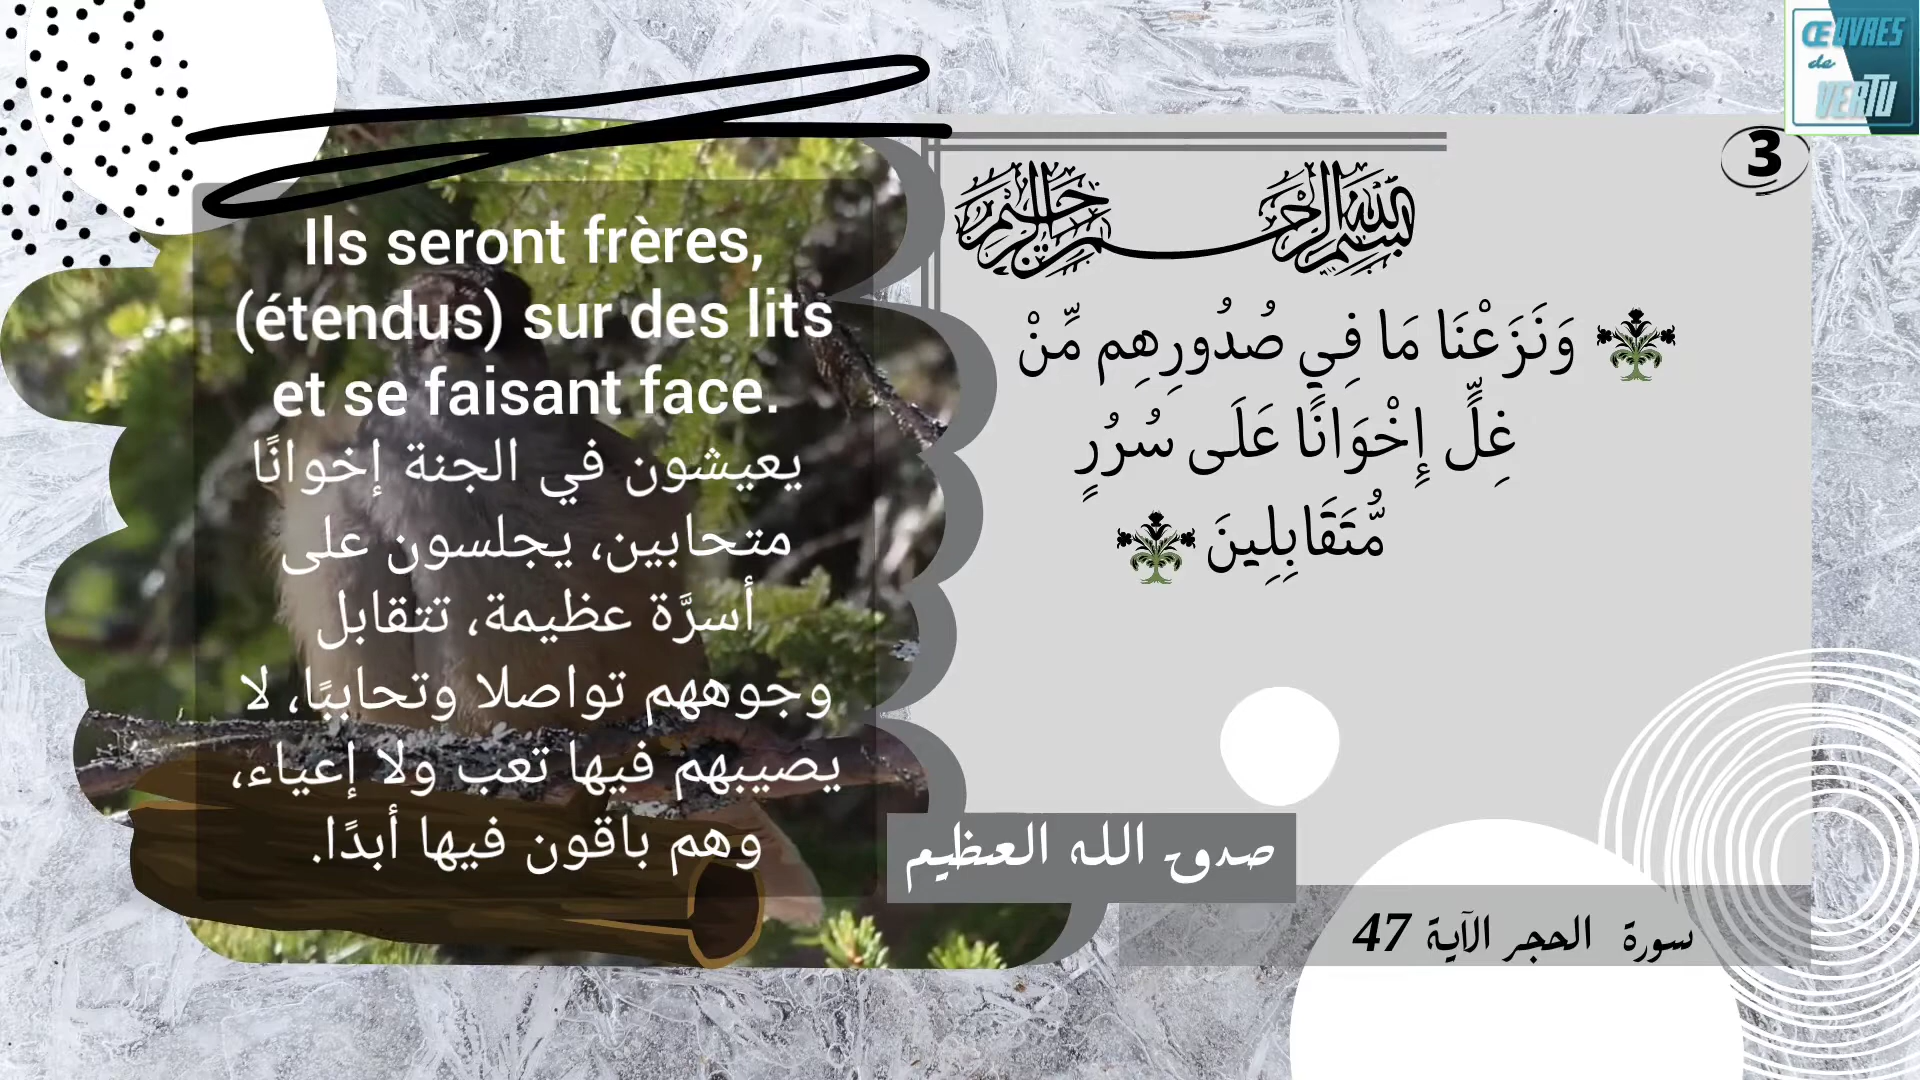 ŒUVRES
de
VERTU
3
Ils seront frères,
(étendus) sur des lits
et se faisant face.
يعيشون في الجنة إخوانًا
متحابين، يجلسون على
أسرَّة عظيمة، تتقابل
وجوههم تواصلا وتحاببًا، لا
يصيبهم فيها تعب ولا إعياء،
وهم باقون فيها أبدًا.
بسم الله الرحمن الرحيم
وَنَزَعْنَا مَا فِي صُدُورِهِم مِّنْ
غِلٍّ إِخْوَانًا عَلَى سُرُرٍ
مُّتَقَابِلِينَ
صدق الله العظيم
سورة الحجر الآية 47